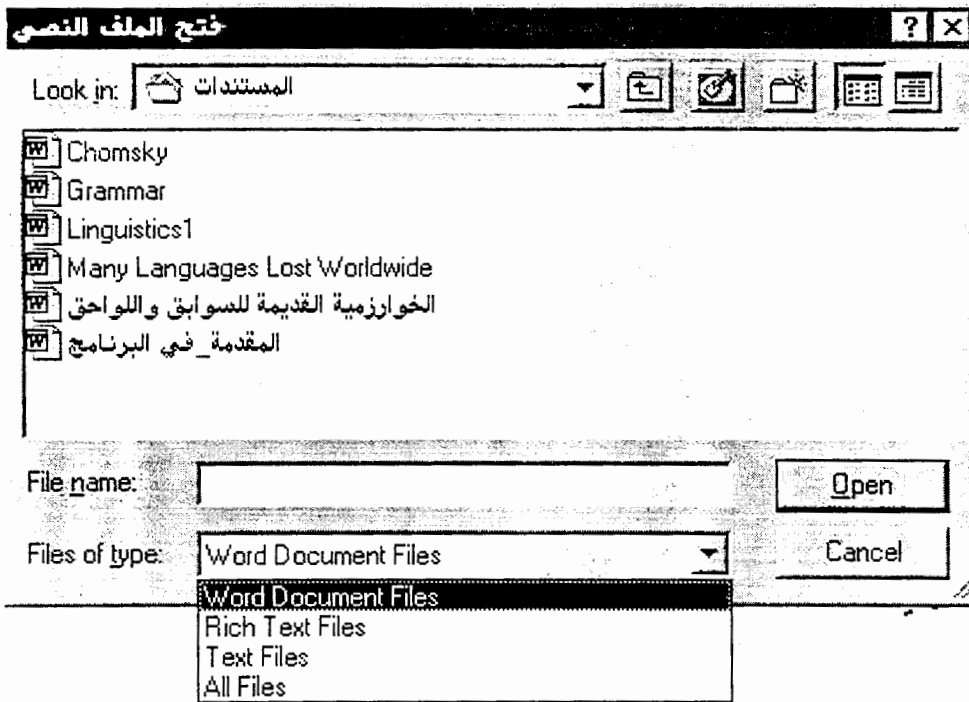 فتح الملف النصي
Look in: المستندات
Chomsky
Grammar
Linguistics1
Many Languages Lost Worldwide
الخوارزمية القديمة للسوابق واللواحق
المقدمة_في البرنامج
File name:
Open
Files of type: Word Document Files
Cancel
Word Document Files
Rich Text Files
Text Files
All Files